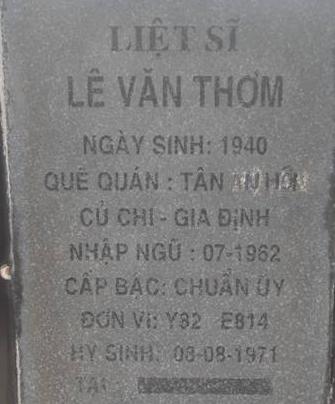 LIỆT SĨ
LÊ VĂN THƠM
NGÀY SINH: 1940
QUÊ QUÁN : TÂN
CỦ CHI - GIA ĐỊNH
NHẬP NGŨ : 07-1962
CẤP BẬC: CHUẨN ÚY
ĐƠN VỊ: Y82 E814
HY SINH: 08-08-1971
TẠI